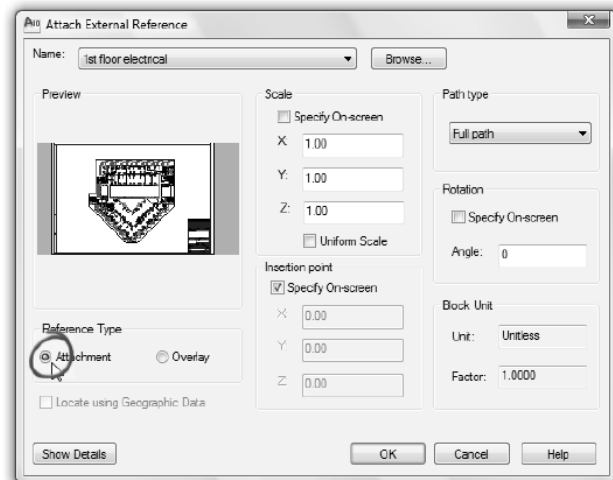 Attach External Reference
Name: 1st floor electrical Browse...
Preview
Reference Type
Attachment Overlay
Locate using Geographic Data
Show Details
Scale
Specify On-screen
X: 1.00
Y: 1.00
Z: 1.00
Uniform Scale
Insertion point
Specify On-screen
X 0.00
Y 0.00
Z 0.00
Path type
Full path
Rotation
Specify On-screen
Angle: 0
Block Unit
Unit: Unitless
Factor: 1.0000
OK Cancel Help